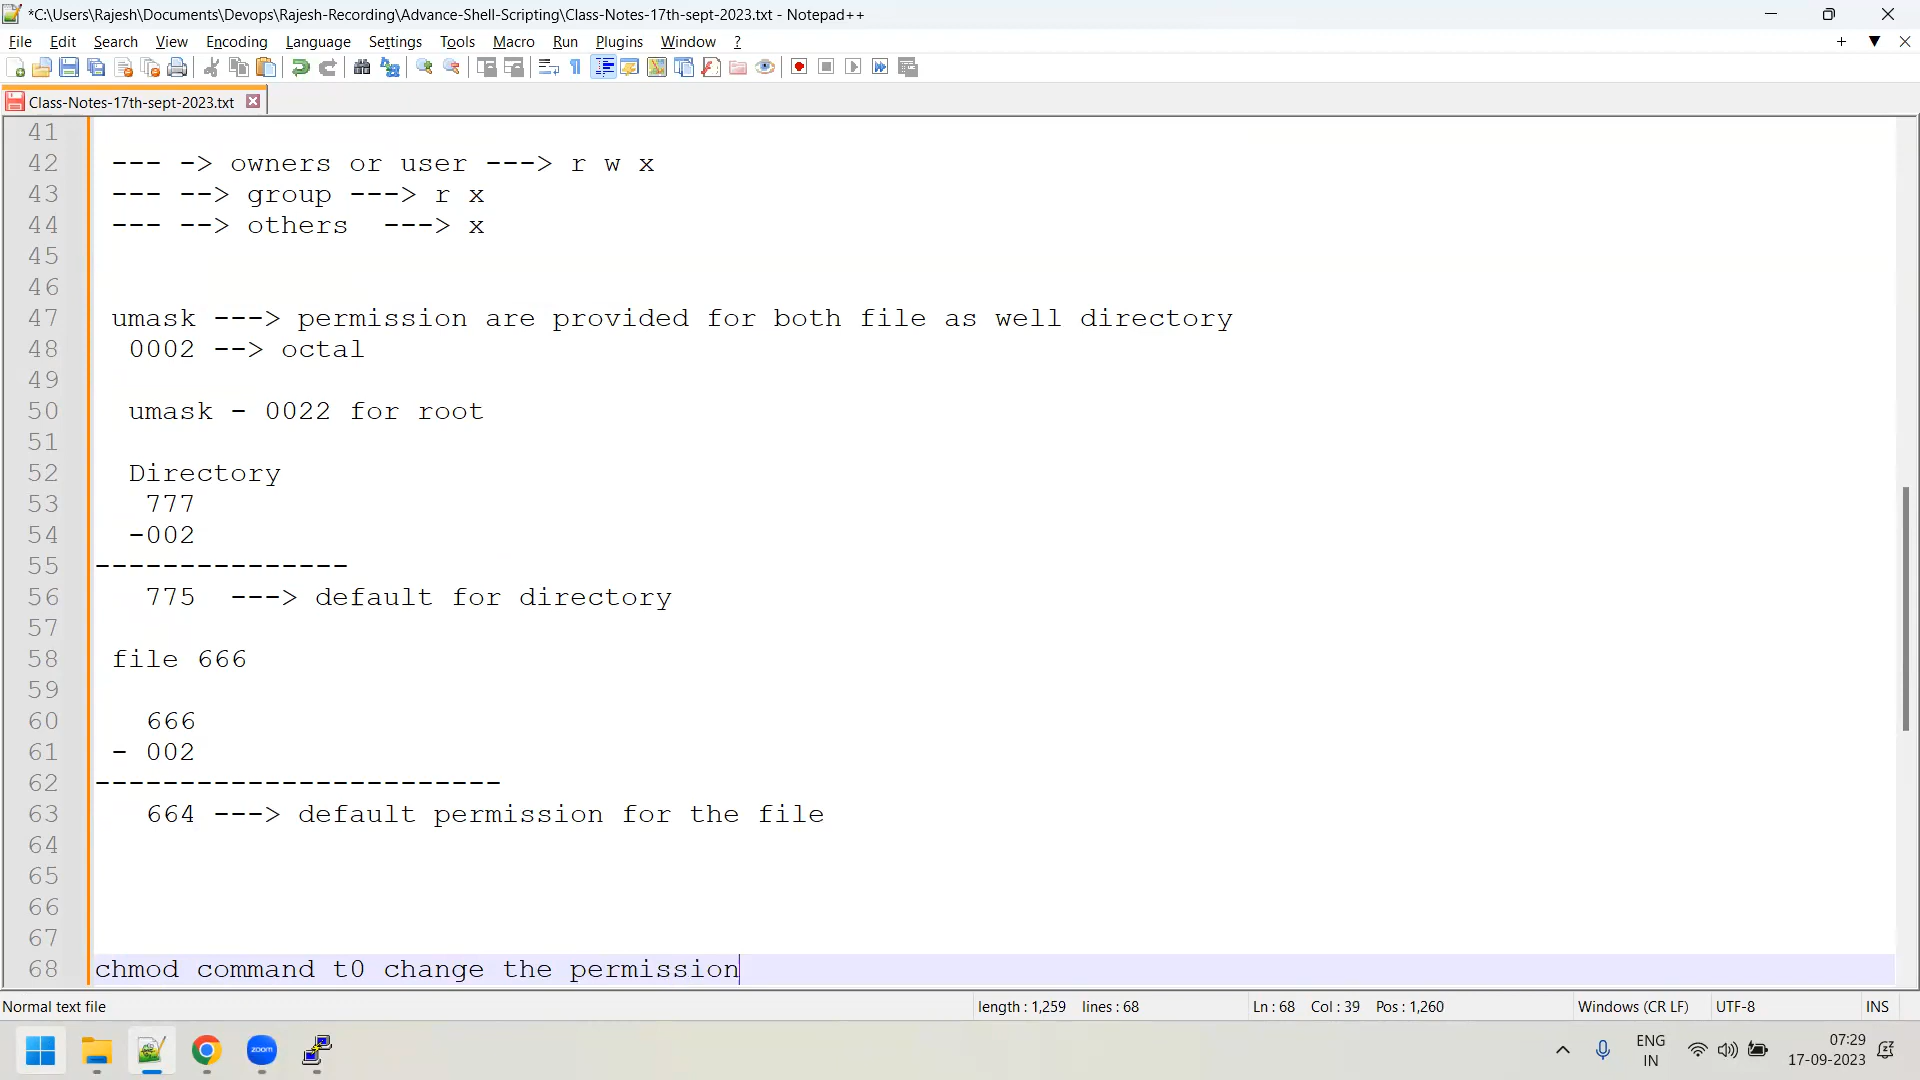 *C:\Users\Rajesh\Documents\Devops\Rajesh-Recording\Advance-Shell-Scripting\Class-Notes-17th-sept-2023.txt - Notepad++
File Edit Search View Encoding Language Settings Tools Macro Run Plugins Window ?
Class-Notes-17th-sept-2023.txt
41
42 --- -> owners or user ---> r w x
43 --- --> group ---> r x
44 --- --> others ---> x
45
46
47 umask ---> permission are provided for both file as well directory
48 0002 --> octal
49
50 umask - 0022 for root
51
52 Directory
53 777
54 -002
55 ---------------
56 775 ---> default for directory
57
58 file 666
59
60 666
61 - 002
62 ------------------------
63 664 ---> default permission for the file
64
65
66
67
68 chmod command t0 change the permission
Normal text file length : 1,259 lines : 68 Ln : 68 Col : 39 Pos : 1,260 Windows (CR LF) UTF-8 INS
zoom
ENG
IN
07:29
17-09-2023